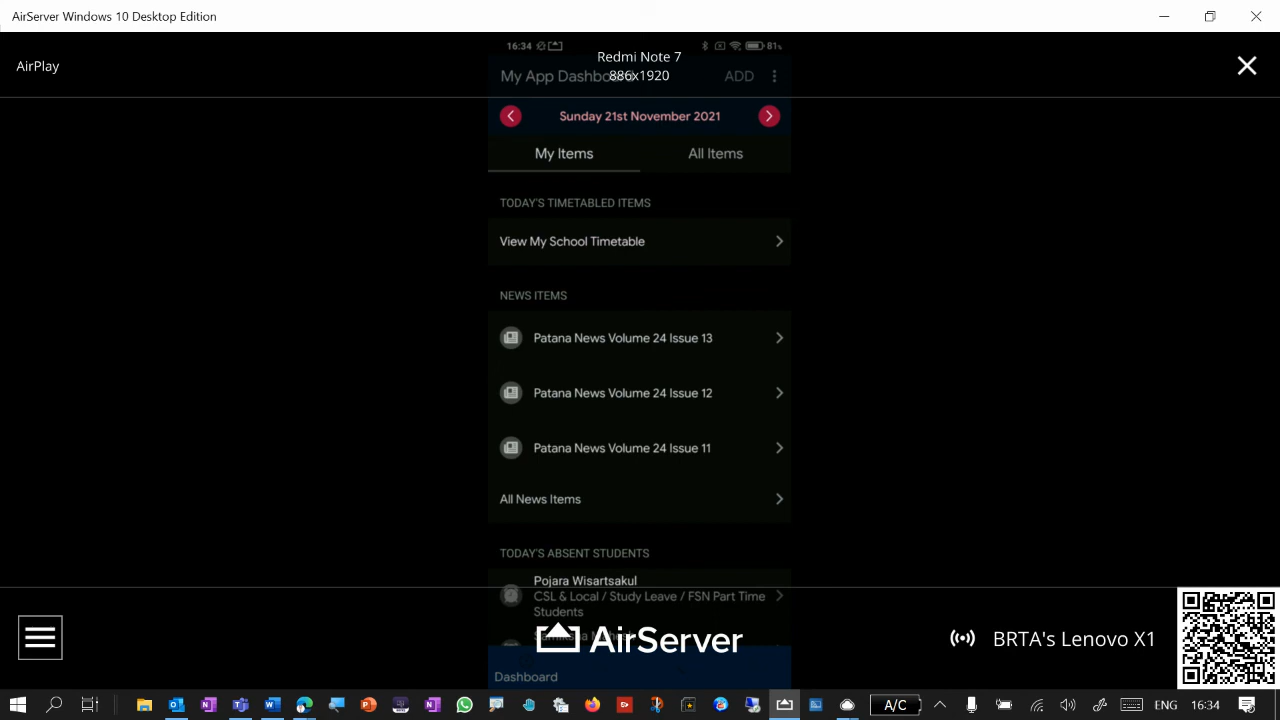 AirServer Windows 10 Desktop Edition
AirPlay
Redmi Note 7
886x1920
16:34
81%
My App Dashboard
ADD
Sunday 21st November 2021
My Items
All Items
TODAY'S TIMETABLED ITEMS
View My School Timetable
NEWS ITEMS
Patana News Volume 24 Issue 13
Patana News Volume 24 Issue 12
Patana News Volume 24 Issue 11
All News Items
TODAY'S ABSENT STUDENTS
Pojara Wisartsakul
CSL & Local / Study Leave / FSN Part Time
Students
AirServer
BRTA's Lenovo X1
Dashboard
A/C
ENG
16:34